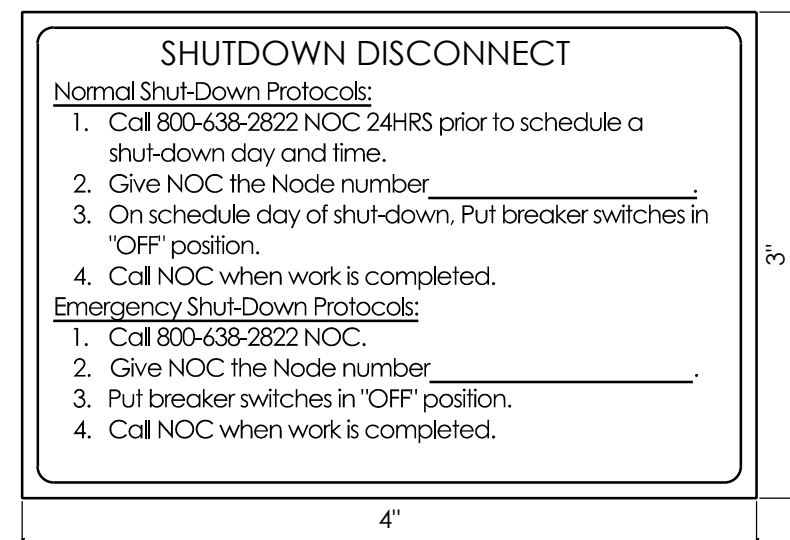 SHUTDOWN DISCONNECT
Normal Shut-Down Protocols:
1. Call 800-638-2822 NOC 24HRS prior to schedule a
shut-down day and time.
2. Give NOC the Node number____________________.
3. On schedule day of shut-down, Put breaker switches in
"OFF" position.
4. Call NOC when work is completed.
Emergency Shut-Down Protocols:
1. Call 800-638-2822 NOC.
2. Give NOC the Node number____________________.
3. Put breaker switches in "OFF" position.
4. Call NOC when work is completed.
3"
4"